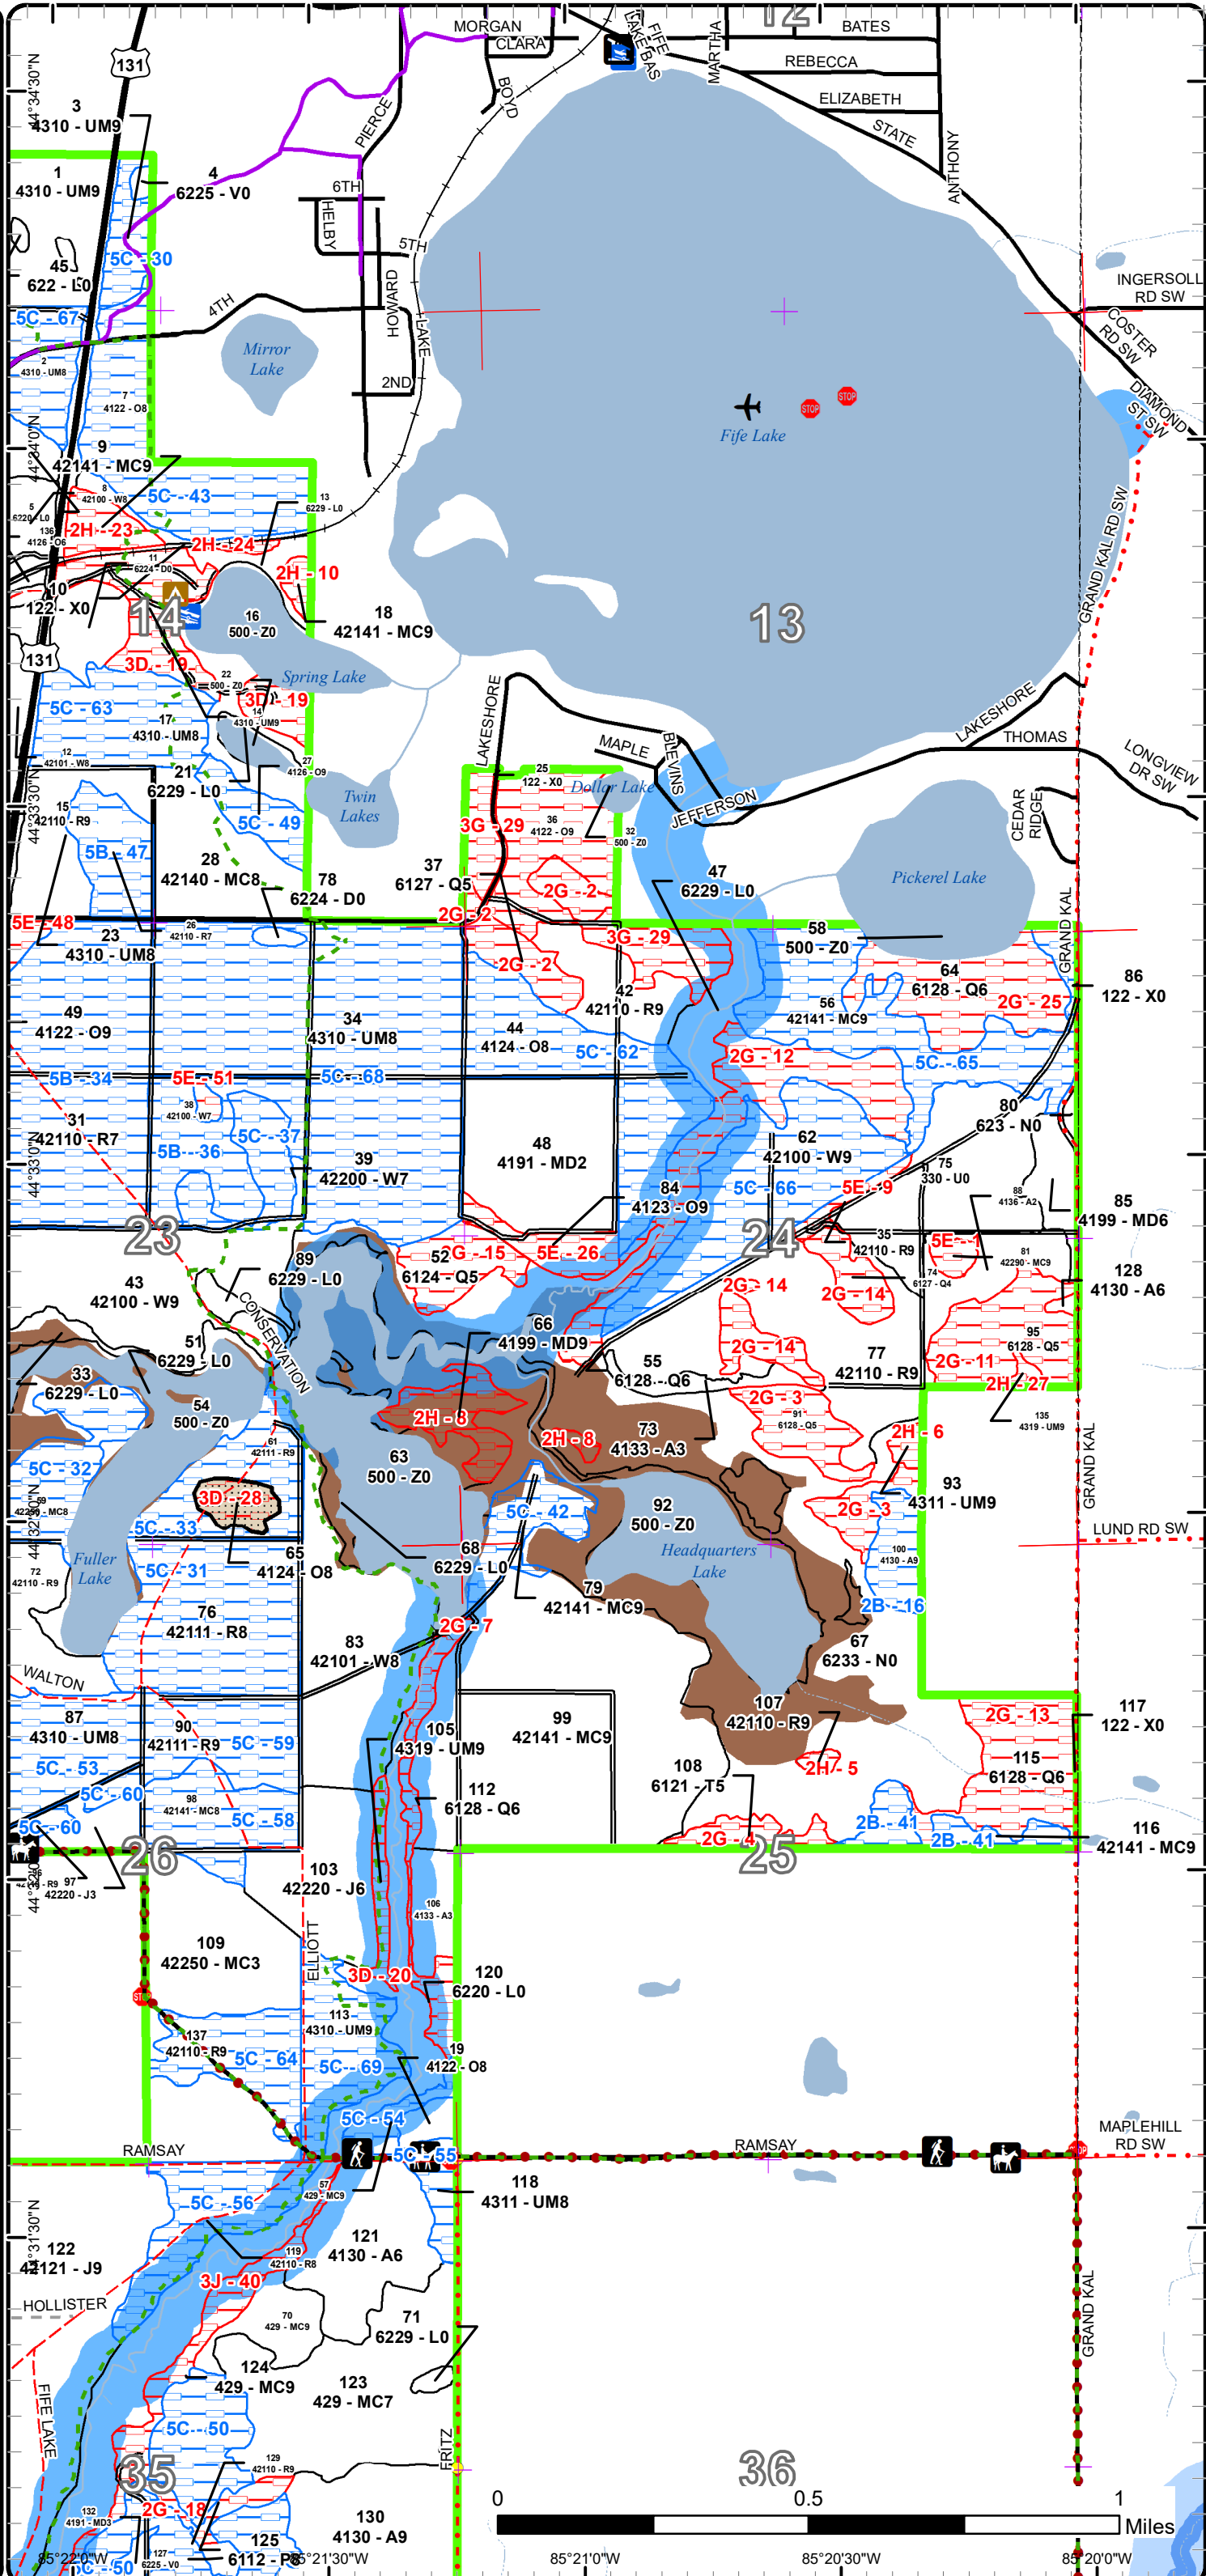 12
MORGAN
CLARA
BATES
FIFE
LAKE BAS
MARTHA
REBECCA
131
ELIZABETH
BOYD
STATE
PIERCE
ANTHONY
44°34'30"N
3
4310 - UM9
1
4310 - UM9
4
6225 - V0
6TH
HELBY
5TH
5C - 30
45
622 - L0
INGERSOLL
RD SW
4TH
HOWARD
LAKE
COSTER
RD SW
5C - 67
Mirror
Lake
2
4310 - UM8
2ND
7
4122 - O8
DIAMOND
ST SW
STOP
STOP
Fife Lake
44°34'0"N
9
42141 - MC9
8
42100 - W8
5C - 43
13
6229 - L0
5
6220 - L0
2H - 23
136
4126 - O6
2H - 24
GRAND KAL RD SW
11
6224 - D0
2H - 10
10
122 - X0
14
16
500 - Z0
18
42141 - MC9
13
131
3D - 19
Spring Lake
22
500 - Z0
3D - 19
5C - 63
14
4310 - UM9
17
4310 - UM8
LAKESHORE
LAKESHORE
MAPLE
BLEVINS
THOMAS
LONGVIEW
DR SW
12
42101 - W8
27
4126 - O9
21
6229 - L0
25
122 - X0
Dollar Lake
44°33'30"N
15
42110 - R9
Twin
Lakes
JEFFERSON
CEDAR
RIDGE
5C - 49
3G - 29
36
4122 - O9
32
500 - Z0
5B - 47
28
42140 - MC8
37
6127 - Q5
47
6229 - L0
Pickerel Lake
78
6224 - D0
2G - 2
2G - 2
5E - 48
26
42110 - R7
23
4310 - UM8
3G - 29
58
500 - Z0
GRAND KAL
2G - 2
64
6128 - Q6
86
122 - X0
42
42110 - R9
56
42141 - MC9
2G - 25
49
4122 - O9
34
4310 - UM8
44
4124 - O8
5C - 62
2G - 12
5C - 65
5B - 34
5E - 51
5C - 68
38
42100 - W7
80
623 - N0
31
42110 - R7
5C - 37
5B - 36
48
4191 - MD2
62
42100 - W9
44°33'0"N
39
42200 - W7
75
330 - U0
84
4123 - O9
5C - 66
5E - 9
88
4136 - A2
85
4199 - MD6
23
24
35
42110 - R9
5E - 1
81
42290 - MC9
89
6229 - L0
52
6124 - Q5
2G - 15
5E - 26
74
6127 - Q4
128
4130 - A6
43
42100 - W9
2G - 14
2G - 14
CONSERVATION
66
4199 - MD9
95
6128 - Q5
51
6229 - L0
2G - 14
77
42110 - R9
2G - 11
55
6128 - Q6
33
6229 - L0
2H - 27
2G - 3
54
500 - Z0
2H - 8
91
6128 - Q5
135
4319 - UM9
2H - 8
73
4133 - A3
2H - 6
61
42111 - R9
63
500 - Z0
5C - 32
GRAND KAL
93
4311 - UM9
3D - 28
59
42250 - MC8
5C - 42
92
500 - Z0
2G - 3
44°32'30"N
5C - 33
LUND RD SW
Fuller
Lake
65
4124 - O8
68
6229 - L0
Headquarters
Lake
100
4130 - A9
72
42110 - R9
5C - 31
79
42141 - MC9
2B - 16
76
42111 - R8
2G - 7
83
42101 - W8
67
6233 - N0
WALTON
107
42110 - R9
117
122 - X0
87
4310 - UM8
90
42111 - R9
5C - 59
105
4319 - UM9
99
42141 - MC9
2G - 13
5C - 53
108
6121 - T5
2H - 5
115
6128 - Q6
5C - 60
98
42141 - MC8
112
6128 - Q6
5C - 60
5C - 58
2B - 41
2G - 4
2B - 41
116
42141 - MC9
26
25
97
42220 - J3
44°32'0"N
103
42220 - J6
106
4133 - A3
109
42250 - MC3
ELLIOTT
3D - 20
120
6220 - L0
STOP
113
4310 - UM9
137
42110 - R9
19
4122 - O8
5C - 64
5C - 69
5C - 54
RAMSAY
5C - 55
RAMSAY
STOP
MAPLEHILL
RD SW
57
429 - MC9
118
4311 - UM8
5C - 56
44°31'30"N
122
42121 - J9
121
4130 - A6
119
42110 - R8
3J - 40
HOLLISTER
70
429 - MC9
71
6229 - L0
GRAND KAL
124
429 - MC9
123
429 - MC7
FIFE LAKE
5C - 50
FRITZ
129
42110 - R9
35
36
132
4191 - MD3
2G - 18
130
4130 - A9
0 0.5 1
Miles
125
6112 - P8
127
6225 - V0
5C - 50
85°22'0"W
85°21'30"W
85°21'0"W
85°20'30"W
85°20'0"W